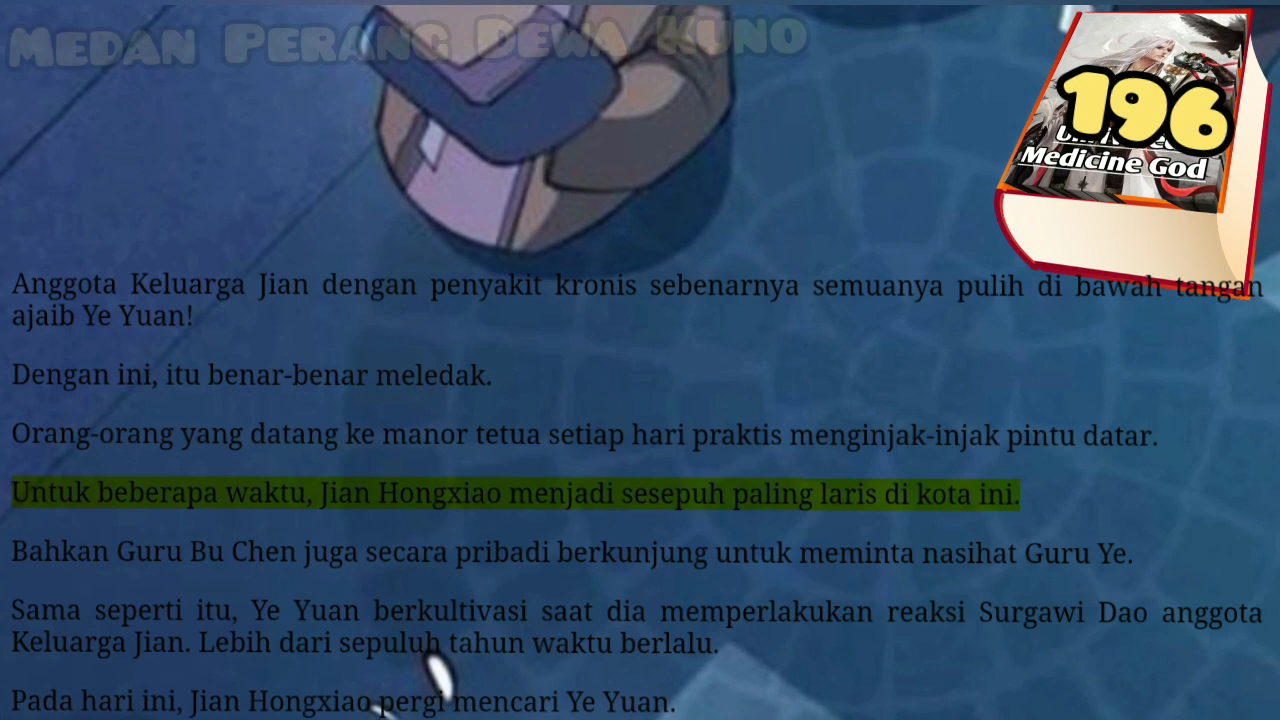 Medan Perang Dewa Kuno
196
Medicine God
Anggota Keluarga Jian dengan penyakit kronis sebenarnya semuanya pulih di bawah tangan
ajaib Ye Yuan!
Dengan ini, itu benar-benar meledak.
Orang-orang yang datang ke manor tetua setiap hari praktis menginjak-injak pintu datar.
Untuk beberapa waktu, Jian Hongxiao menjadi sesepuh paling laris di kota ini.
Bahkan Guru Bu Chen juga secara pribadi berkunjung untuk meminta nasihat Guru Ye.
Sama seperti itu, Ye Yuan berkultivasi saat dia memperlakukan reaksi Surgawi Dao anggota
Keluarga Jian. Lebih dari sepuluh tahun waktu berlalu.
Pada hari ini, Jian Hongxiao pergi mencari Ye Yuan.